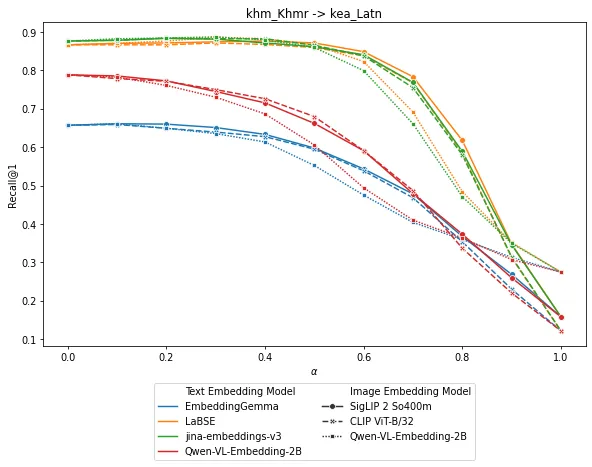 khm_Khmr -> kea_Latn
0.9
0.8
0.7
0.6
0.5
0.4
0.3
0.2
0.1
Recall@1
0.0 0.2 0.4 0.6 0.8 1.0
α
Text Embedding Model Image Embedding Model
EmbeddingGemma SigLIP 2 So400m
LaBSE CLIP ViT-B/32
jina-embeddings-v3 Qwen-VL-Embedding-2B
Qwen-VL-Embedding-2B